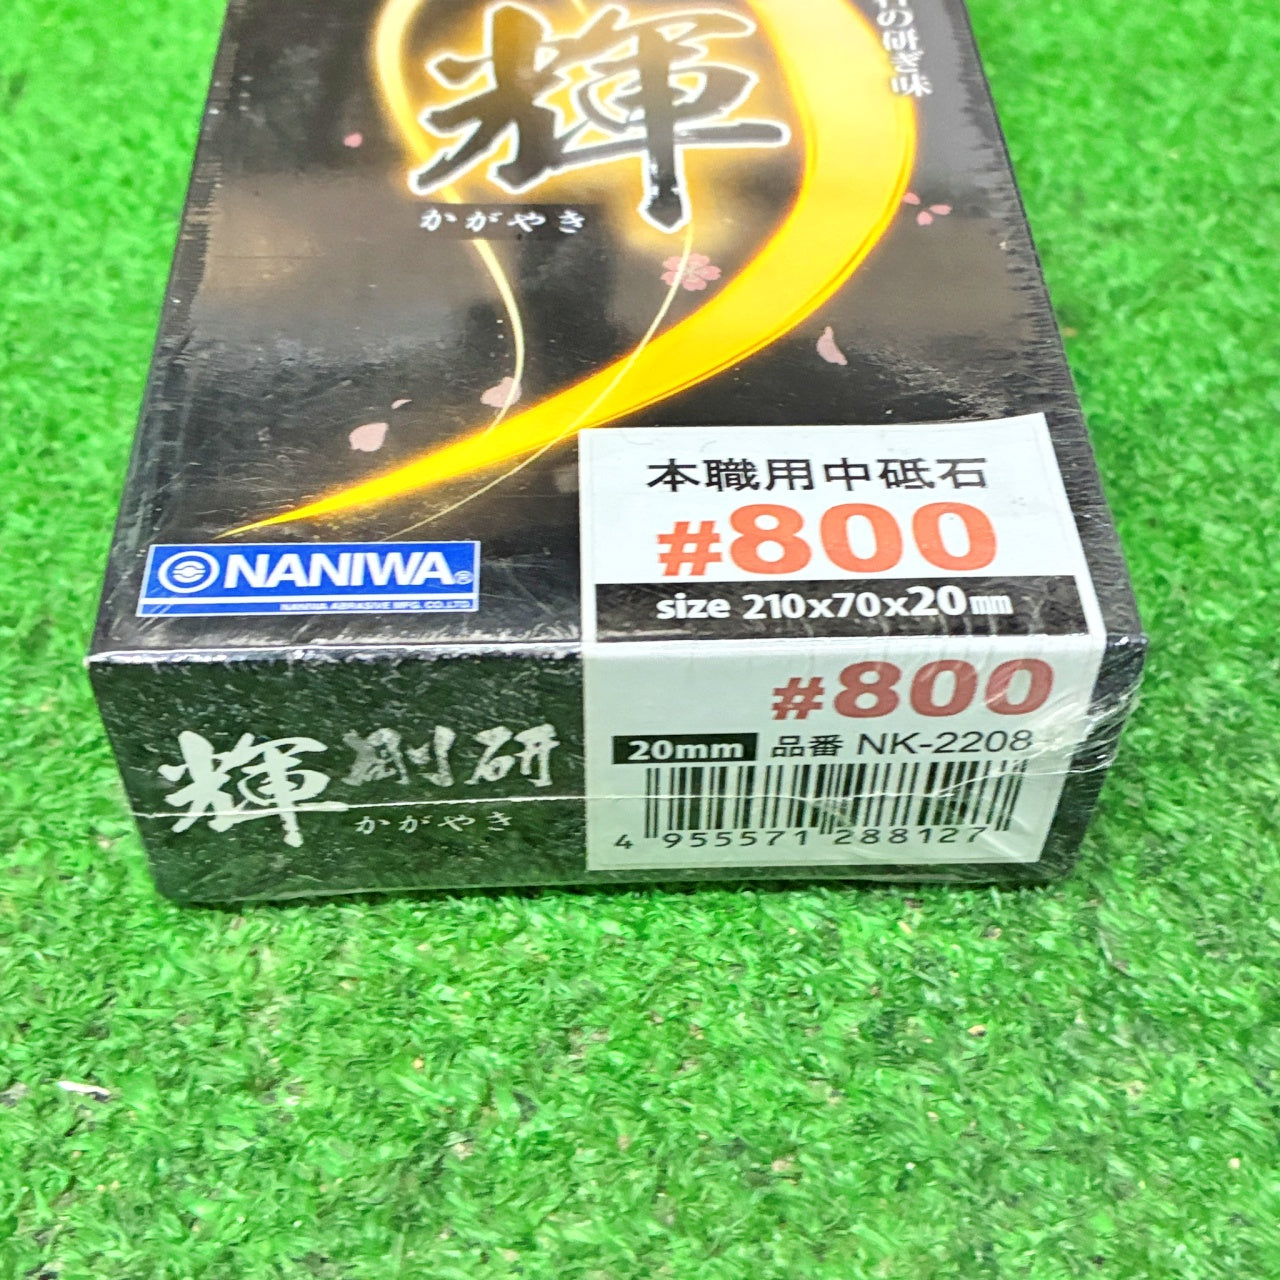 の研ぎ味
輝
かがやき
本職用中砥石
#800
size 210x70x20mm
NANIWA®
NANIWA ABRASIVE MFG. CO.,LTD.
#800
20mm 品番 NK-2208
4 955571 288127
輝 剛研
かがやき